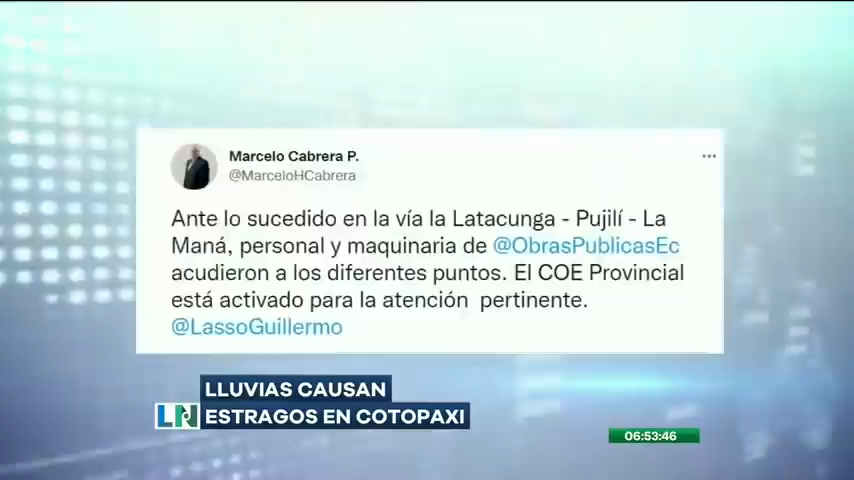 Marcelo Cabrera P.
@MarceloHCabrera
Ante lo sucedido en la vía la Latacunga - Pujilí - La
Maná, personal y maquinaria de @ObrasPublicasEc
acudieron a los diferentes puntos. El COE Provincial
está activado para la atención pertinente.
@LassoGuillermo
LLUVIAS CAUSAN
LN ESTRAGOS EN COTOPAXI
06:53:46